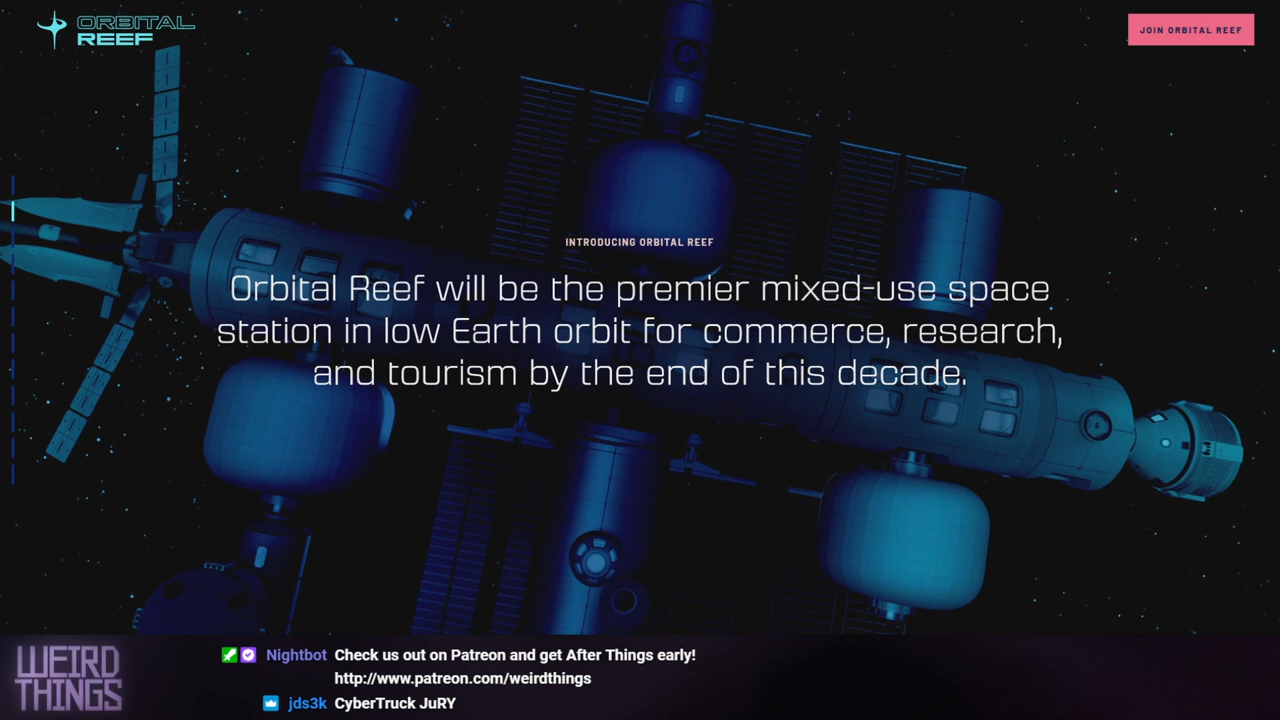 ORBITAL
REEF
JOIN ORBITAL REEF
INTRODUCING ORBITAL REEF
Orbital Reef will be the premier mixed-use space
station in low Earth orbit for commerce, research,
and tourism by the end of this decade.
WEIRD
THINGS
Nightbot Check us out on Patreon and get After Things early!
http://www.patreon.com/weirdthings
jds3k CyberTruck JuRY